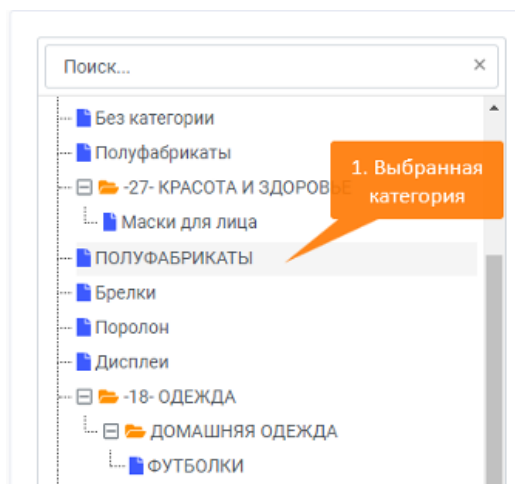 Поиск...
Без категории
Полуфабрикаты
1. Выбранная
категория
-27- КРАСОТА И ЗДОРОВЬЕ
Маски для лица
ПОЛУФАБРИКАТЫ
Брелки
Поролон
Дисплеи
-18- ОДЕЖДА
ДОМАШНЯЯ ОДЕЖДА
ФУТБОЛКИ